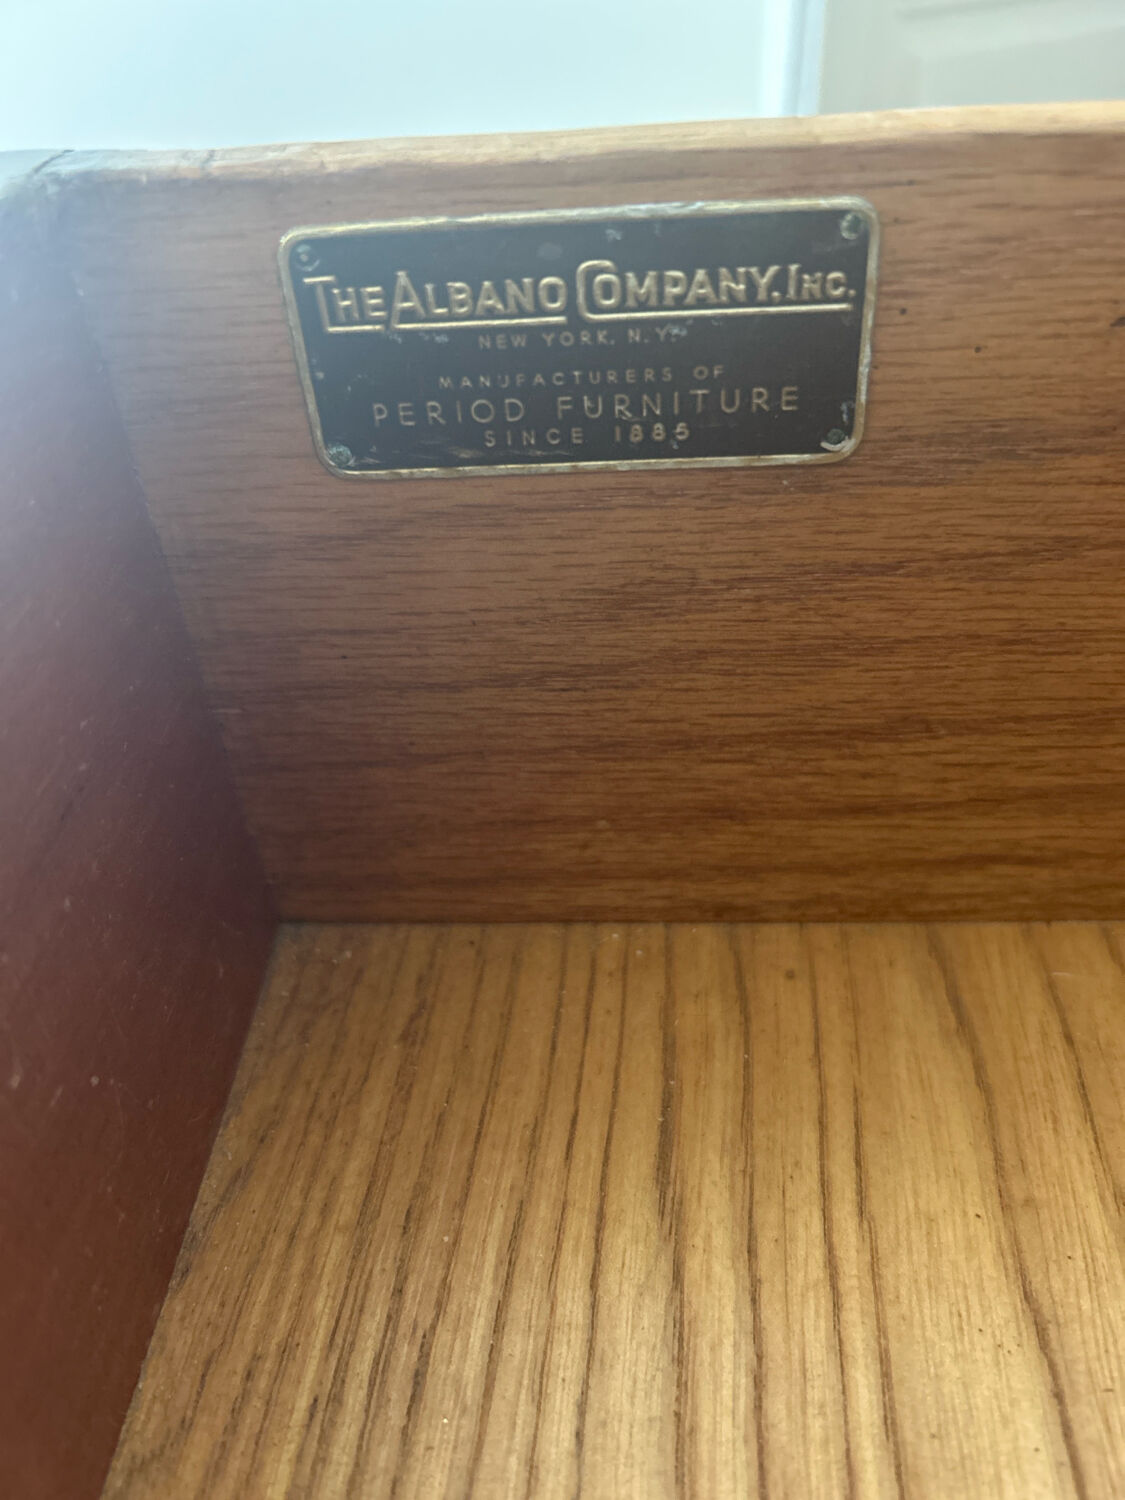 THE ALBANO COMPANY, INC.
NEW YORK, N.Y.
MANUFACTURERS OF
PERIOD FURNITURE
SINCE 1885